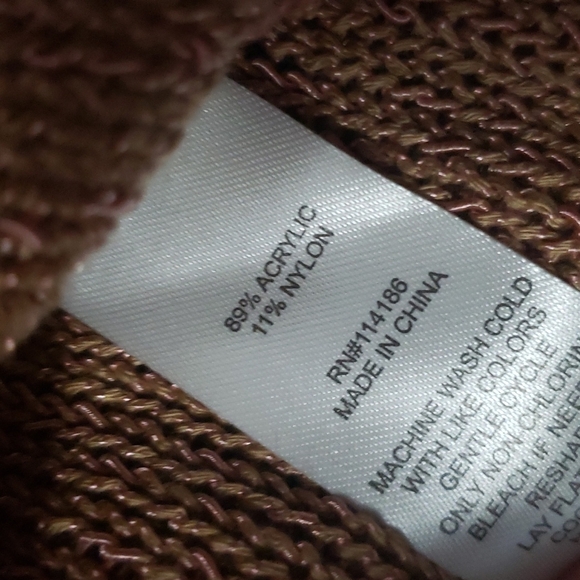 89% ACRYLIC
11% NYLON
RN#114186
MADE IN CHINA
MACHINE WASH COLD
WITH LIKE COLORS
GENTLE CYCLE
ONLY NON CHLORIN
BLEACH IF NEE
RESHA
LAY FLA